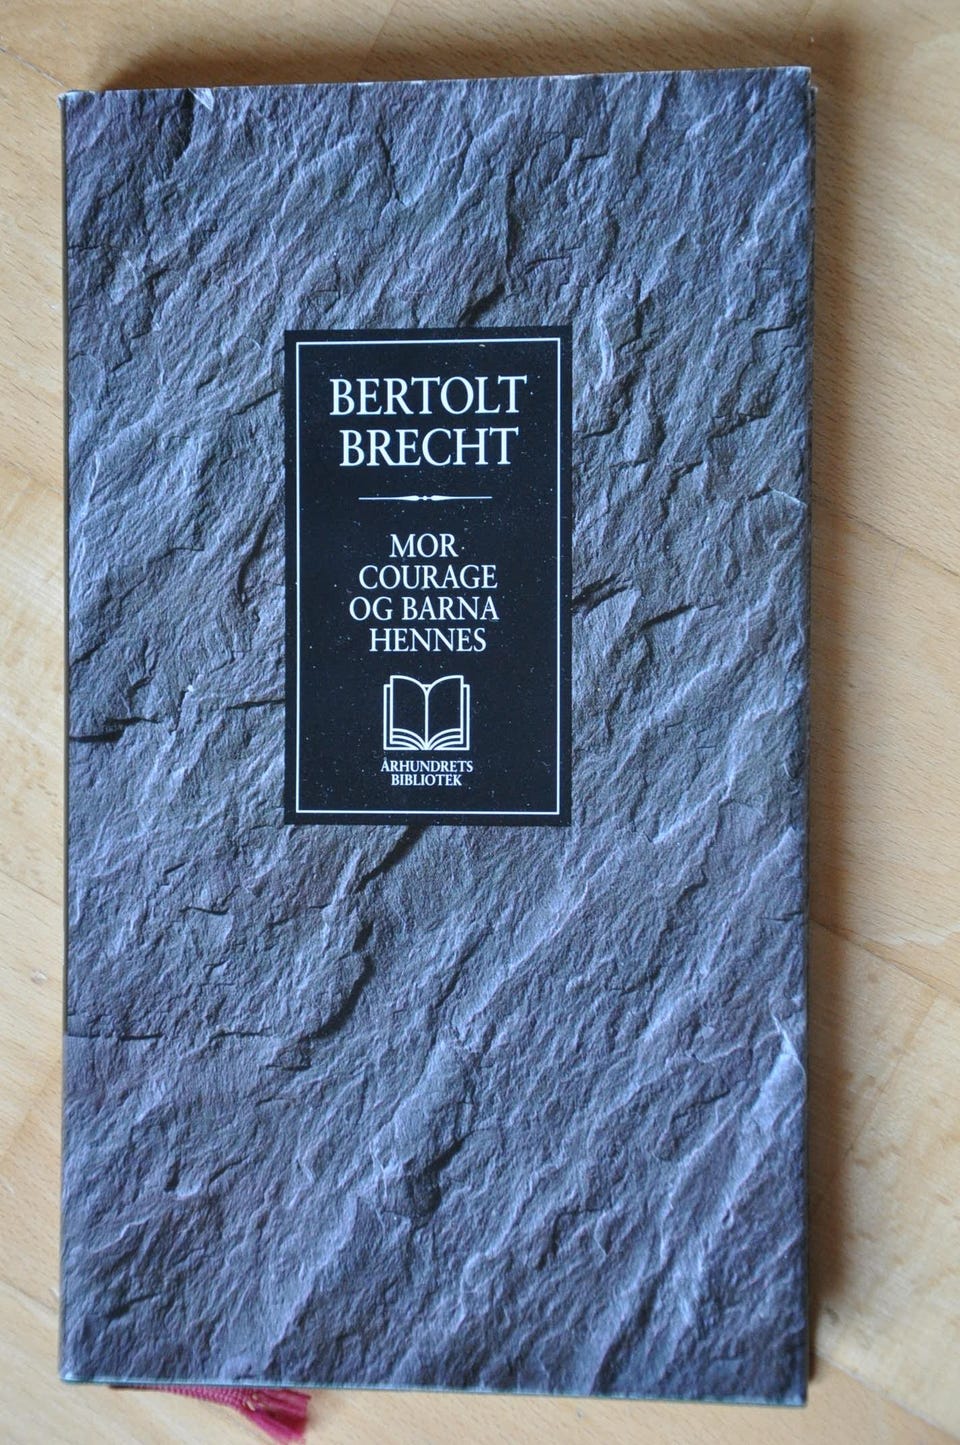 BERTOLT
BRECHT
MOR
COURAGE
OG BARNA
HENNES
ÅRHUNDRETS
BIBLIOTEK